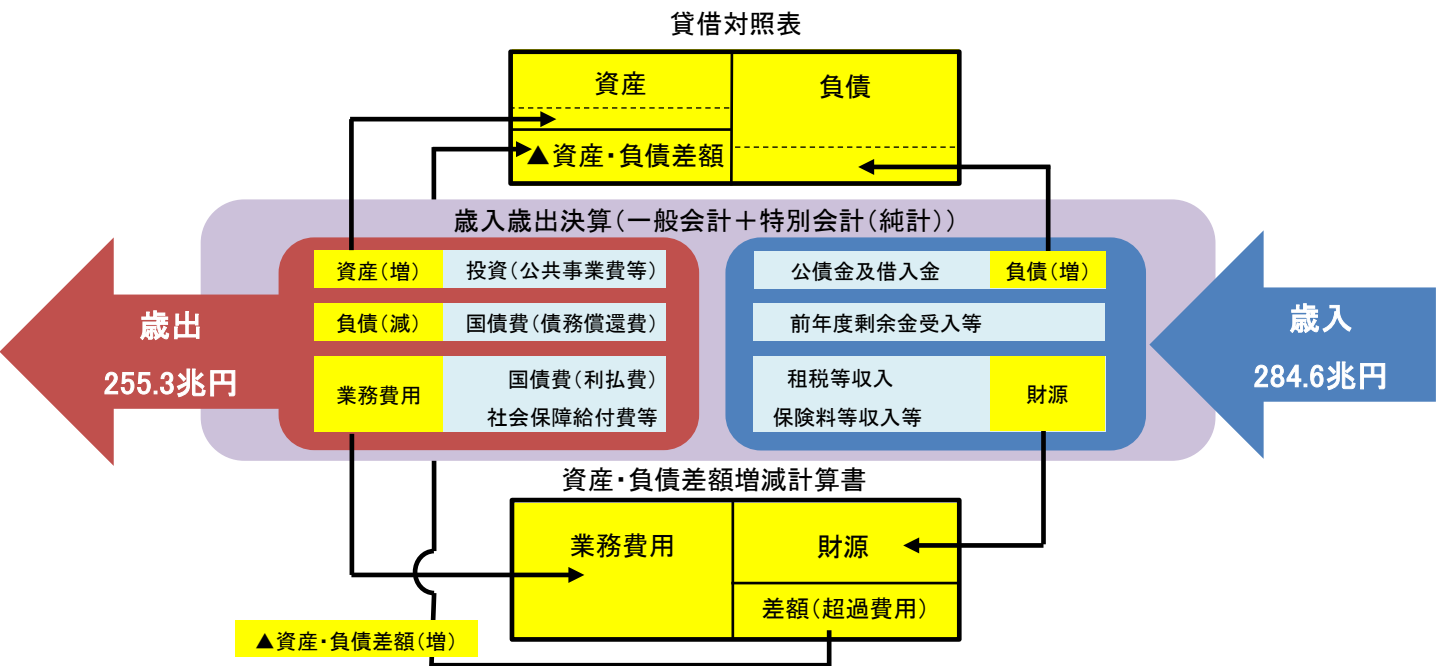 貸借対照表
資産
負債
▲資産・負債差額
歳入歳出決算(一般会計+特別会計(純計))
資産(増)
投資(公共事業費等)
公債金及借入金
負債(増)
負債(減)
国債費(債務償還費)
前年度剰余金受入等
業務費用
国債費(利払費)
社会保障給付費等
租税等収入
保険料等収入等
財源
歳出
255.3兆円
歳入
284.6兆円
資産・負債差額増減計算書
業務費用
財源
差額(超過費用)
▲資産・負債差額(増)